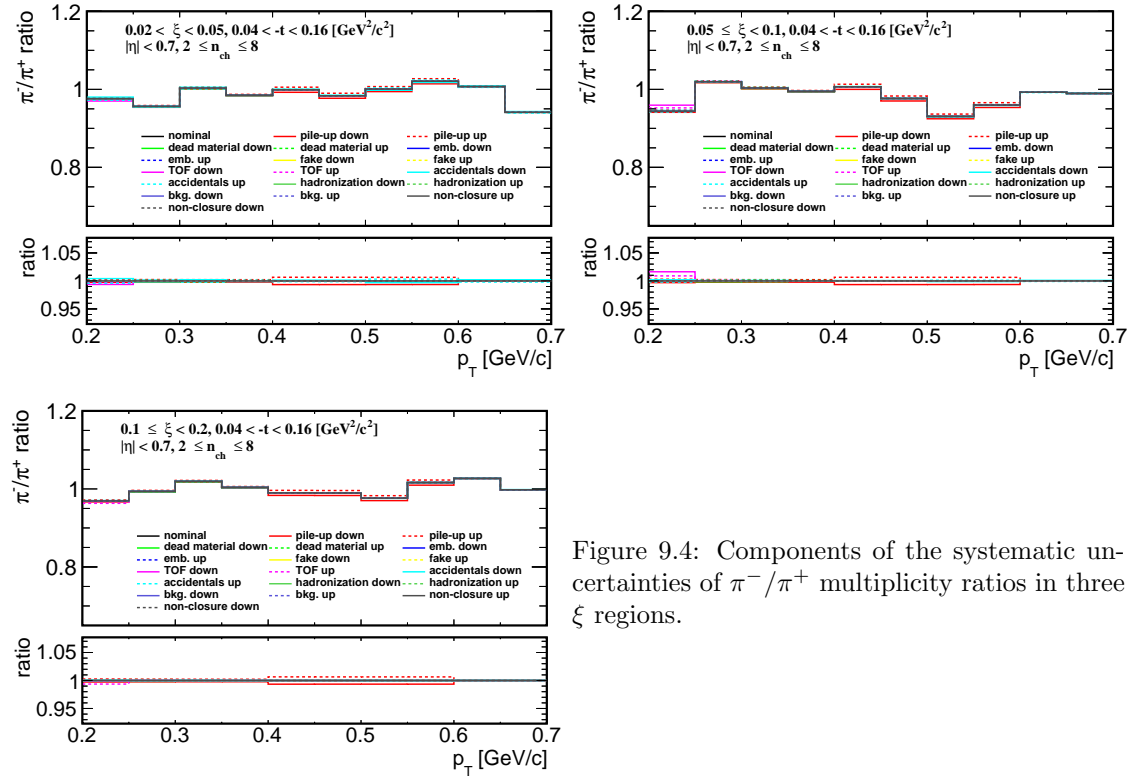 1.2
0.02 < ξ < 0.05, 0.04 < -t < 0.16 [GeV²/c²]
|η| < 0.7, 2 ≤ n_ch ≤ 8
π⁻/π⁺ ratio
1
0.8
nominal pile-up down pile-up up
dead material down dead material up emb. down
emb. up fake down fake up
TOF down TOF up accidentals down
accidentals up hadronization down hadronization up
bkg. down bkg. up non-closure up
non-closure down
ratio
1.05
1
0.95
0.2 0.3 0.4 0.5 0.6 0.7
p_T [GeV/c]
1.2
0.05 ≤ ξ < 0.1, 0.04 < -t < 0.16 [GeV²/c²]
|η| < 0.7, 2 ≤ n_ch ≤ 8
π⁻/π⁺ ratio
1
0.8
nominal pile-up down pile-up up
dead material down dead material up emb. down
emb. up fake down fake up
TOF down TOF up accidentals down
accidentals up hadronization down hadronization up
bkg. down bkg. up non-closure up
non-closure down
ratio
1.05
1
0.95
0.2 0.3 0.4 0.5 0.6 0.7
p_T [GeV/c]
1.2
0.1 ≤ ξ < 0.2, 0.04 < -t < 0.16 [GeV²/c²]
|η| < 0.7, 2 ≤ n_ch ≤ 8
π⁻/π⁺ ratio
1
0.8
nominal pile-up down pile-up up
dead material down dead material up emb. down
emb. up fake down fake up
TOF down TOF up accidentals down
accidentals up hadronization down hadronization up
bkg. down bkg. up non-closure up
non-closure down
ratio
1.05
1
0.95
0.2 0.3 0.4 0.5 0.6 0.7
p_T [GeV/c]
Figure 9.4: Components of the systematic un-
certainties of π⁻/π⁺ multiplicity ratios in three
ξ regions.